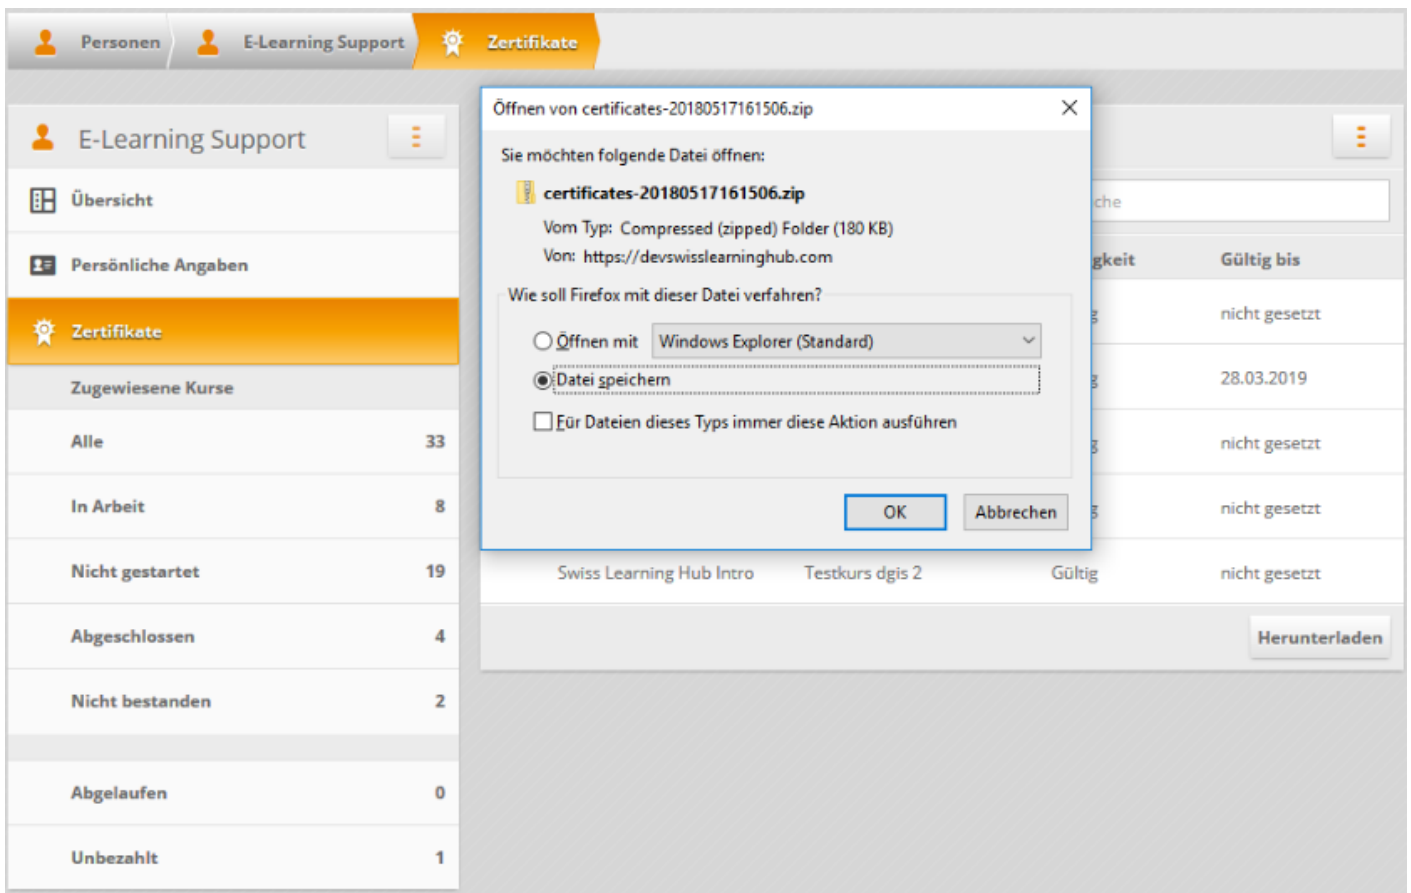 Personen
E-Learning Support
Zertifikate
E-Learning Support
Übersicht
Persönliche Angaben
Zertifikate
Zugewiesene Kurse
Alle 33
In Arbeit 8
Nicht gestartet 19
Abgeschlossen 4
Nicht bestanden 2
Abgelaufen 0
Unbezahlt 1
Öffnen von certificates-20180517161506.zip
Sie möchten folgende Datei öffnen:
certificates-20180517161506.zip
Vom Typ: Compressed (zipped) Folder (180 KB)
Von: https://devswisslearninghub.com
Wie soll Firefox mit dieser Datei verfahren?
Öffnen mit Windows Explorer (Standard)
Datei speichern
Für Dateien dieses Typs immer diese Aktion ausführen
OK Abbrechen
che
gkeit Gültig bis
g nicht gesetzt
g 28.03.2019
g nicht gesetzt
g nicht gesetzt
Swiss Learning Hub Intro Testkurs dgis 2 Gültig nicht gesetzt
Herunterladen